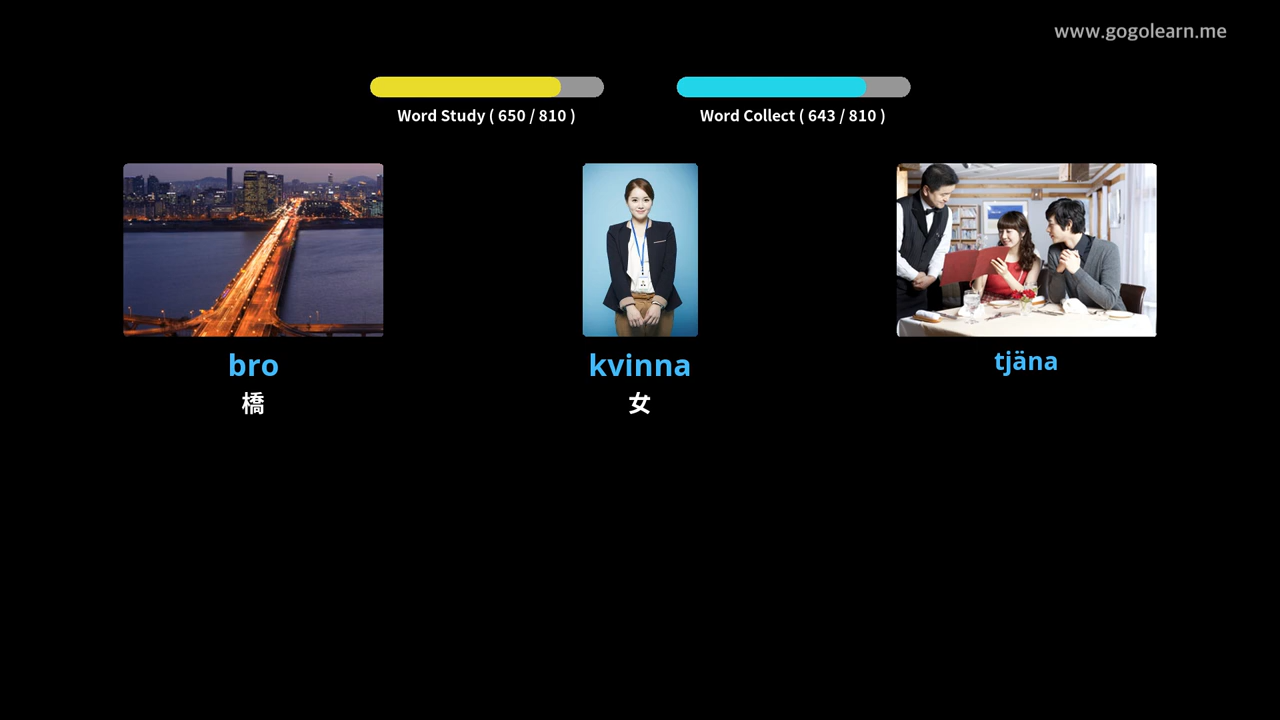 www.gogolearn.me
Word Study ( 650 / 810 )
Word Collect ( 643 / 810 )
bro
橋
kvinna
女
tjäna